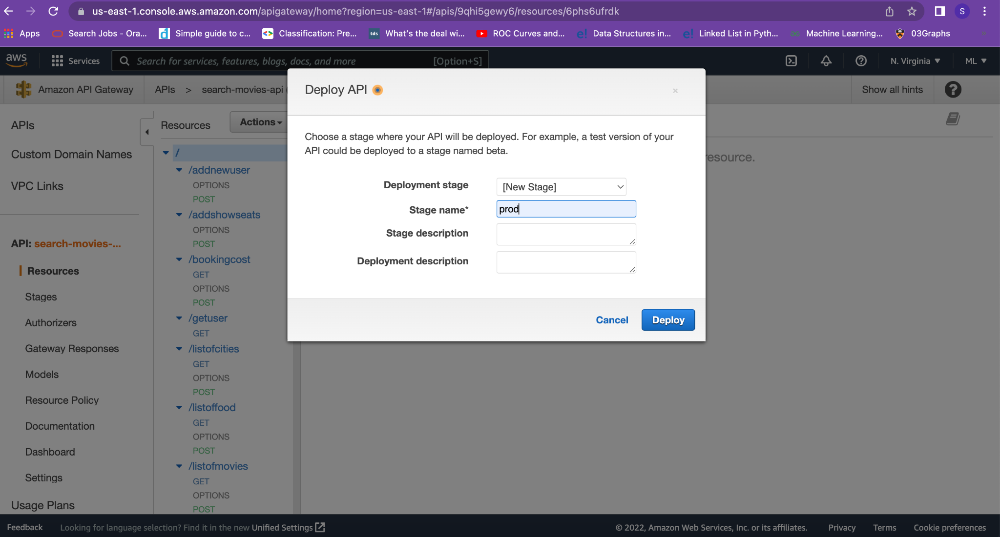 us-east-1.console.aws.amazon.com/apigateway/home?region=us-east-1#/apis/9qhi5gewy6/resources/6phs6ufrdk
S
Apps
Search Jobs - Ora...
Simple guide to c...
Classification: Pre...
tds
What's the deal wi...
ROC Curves and...
e!
Data Structures in...
e!
Linked List in Pyth...
Machine Learning...
03Graphs
aws
Services
Search for services, features, blogs, docs, and more
[Option+S]
N. Virginia
ML
Amazon API Gateway
APIs
>
search-movies-api
Show all hints
Deploy API
Choose a stage where your API will be deployed. For example, a test version of your
API could be deployed to a stage named beta.
Deployment stage
[New Stage]
Stage name*
prod
Stage description
Deployment description
Cancel
Deploy
APIs
Custom Domain Names
VPC Links
API: search-movies-...
Resources
Stages
Authorizers
Gateway Responses
Models
Resource Policy
Documentation
Dashboard
Settings
Usage Plans
Resources
Actions
/
/addnewuser
OPTIONS
POST
/addshowseats
OPTIONS
POST
/bookingcost
GET
OPTIONS
POST
/getuser
GET
/listofcities
GET
OPTIONS
POST
/listoffood
GET
OPTIONS
POST
/listofmovies
GET
OPTIONS
POST
esource.
Feedback
Looking for language selection? Find it in the new Unified Settings
© 2022, Amazon Web Services, Inc. or its affiliates.
Privacy
Terms
Cookie preferences